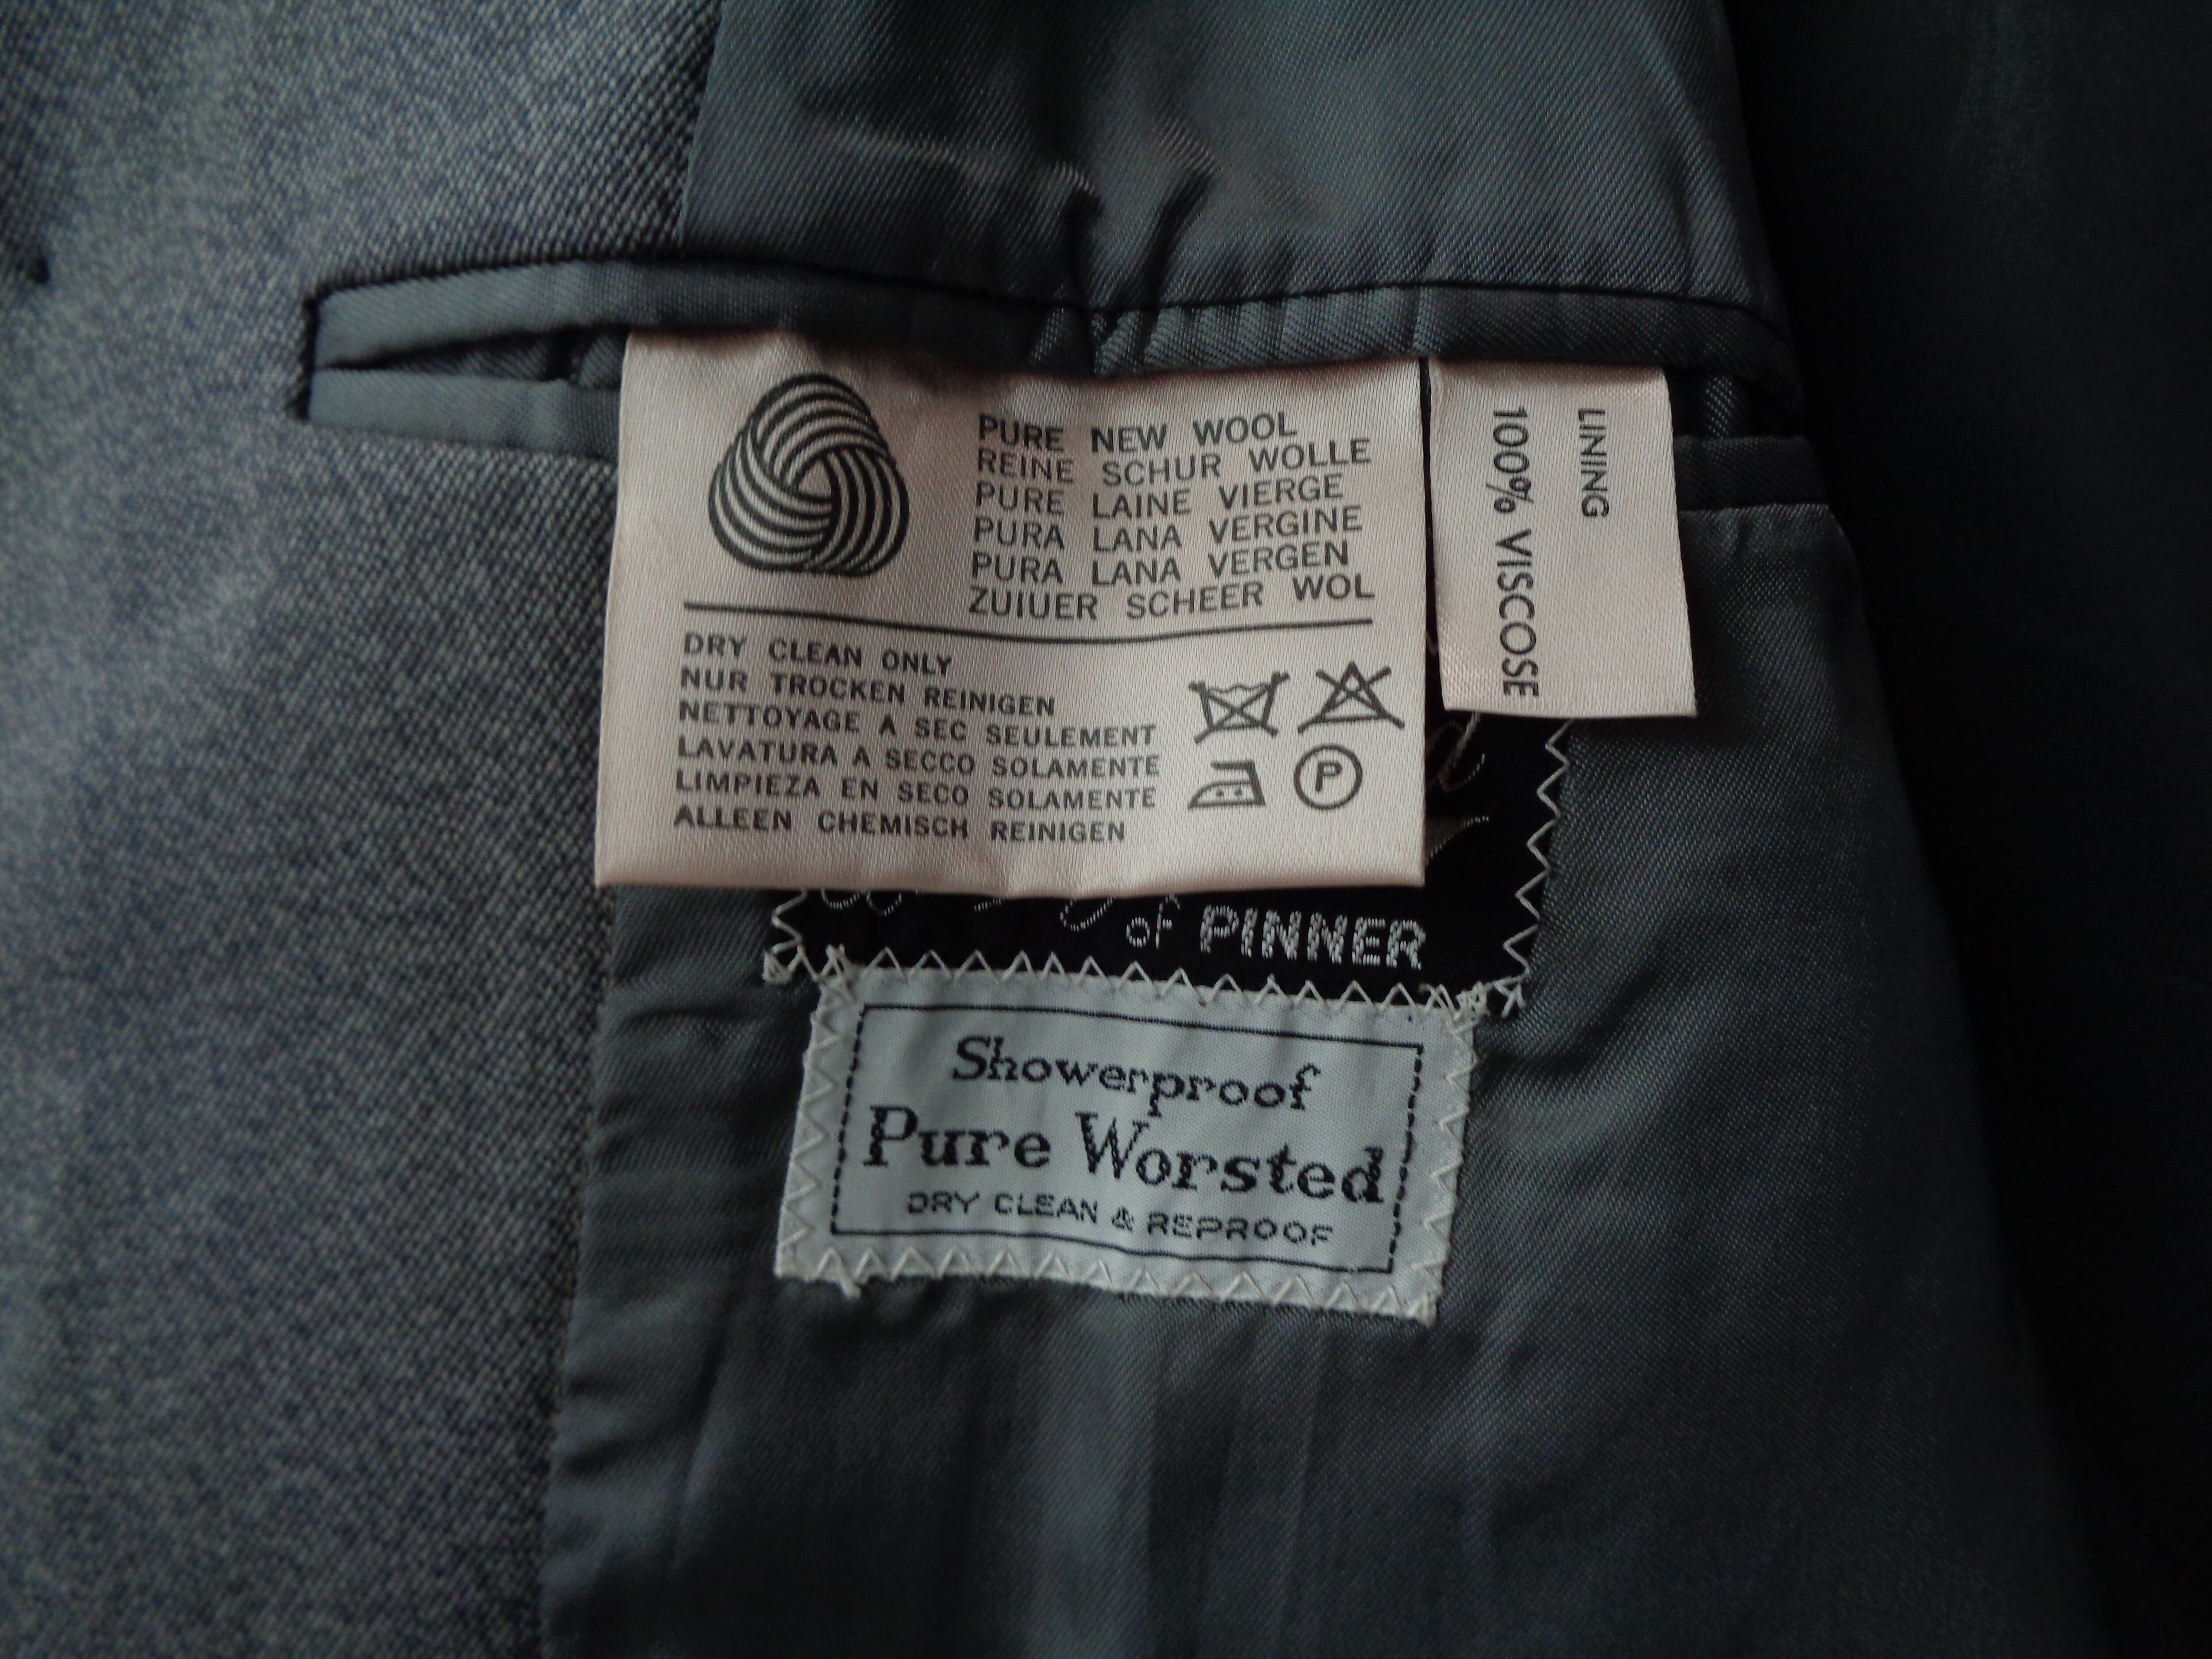 PURE NEW WOOL
REINE SCHUR WOLLE
PURE LAINE VIERGE
PURA LANA VERGINE
PURA LANA VERGEN
ZUIUER SCHEER WOL
DRY CLEAN ONLY
NUR TROCKEN REINIGEN
NETTOYAGE A SEC SEULEMENT
LAVATURA A SECCO SOLAMENTE
LIMPIEZA EN SECO SOLAMENTE
ALLEEN CHEMISCH REINIGEN
P
LINING
100% VISCOSE
of PINNER
Showerproof
Pure Worsted
DRY CLEAN & REPROOF